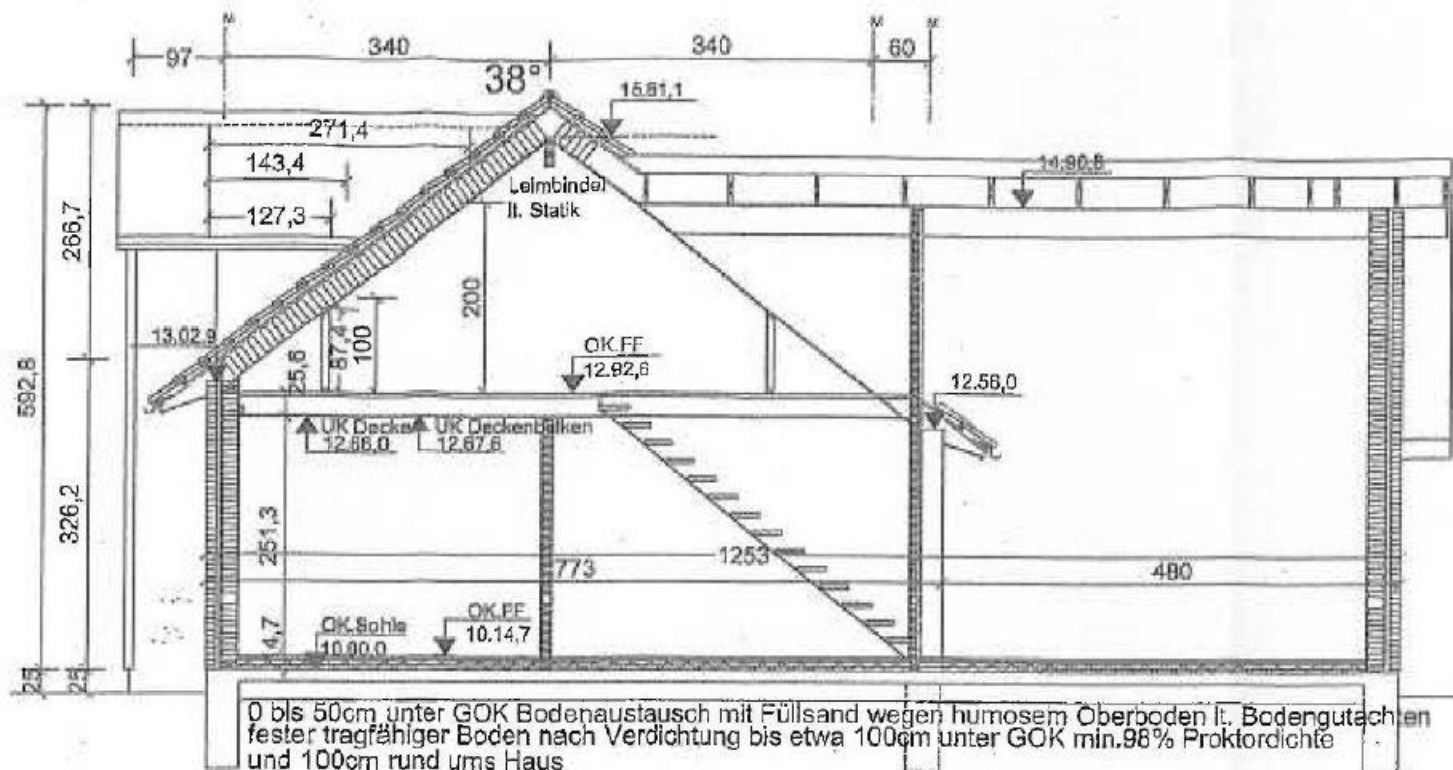 M
M
M
97
340
340
60
38°
15.81,1
271,4
143,4
14.90,8
Leimbinder
lt. Statik
127,3
266,7
200
13.02,9
25,6
87,4
100
OK.FF
12.92,6
12.56,0
592,8
UK Decke
UK Deckenbalken
12.66,0
12.67,6
326,2
251,3
1253
773
480
OK.Sohle
10.00,0
OK.FF
10.14,7
4,7
25
25
0 bis 50cm unter GOK Bodenaustausch mit Füllsand wegen humosem Oberboden lt. Bodengutachten
fester tragfähiger Boden nach Verdichtung bis etwa 100cm unter GOK min.98% Proktordichte
und 100cm rund ums Haus